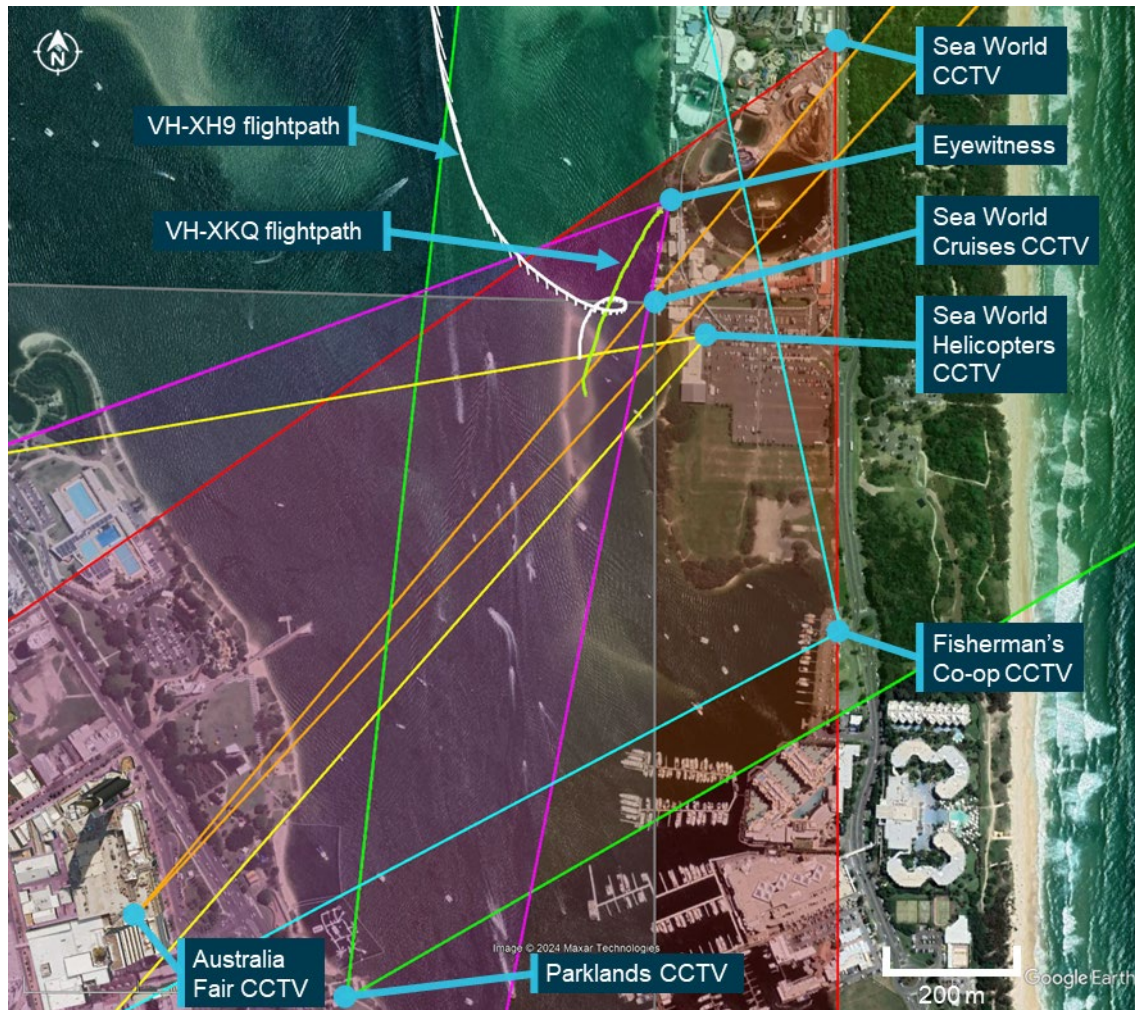 N
Sea World
CCTV
VH-XH9 flightpath
Eyewitness
VH-XKQ flightpath
Sea World
Cruises CCTV
Sea World
Helicopters
CCTV
Fisherman's
Co-op CCTV
Image © 2024 Maxar Technologies
Australia
Fair CCTV
Parklands CCTV
200 m
Google Earth